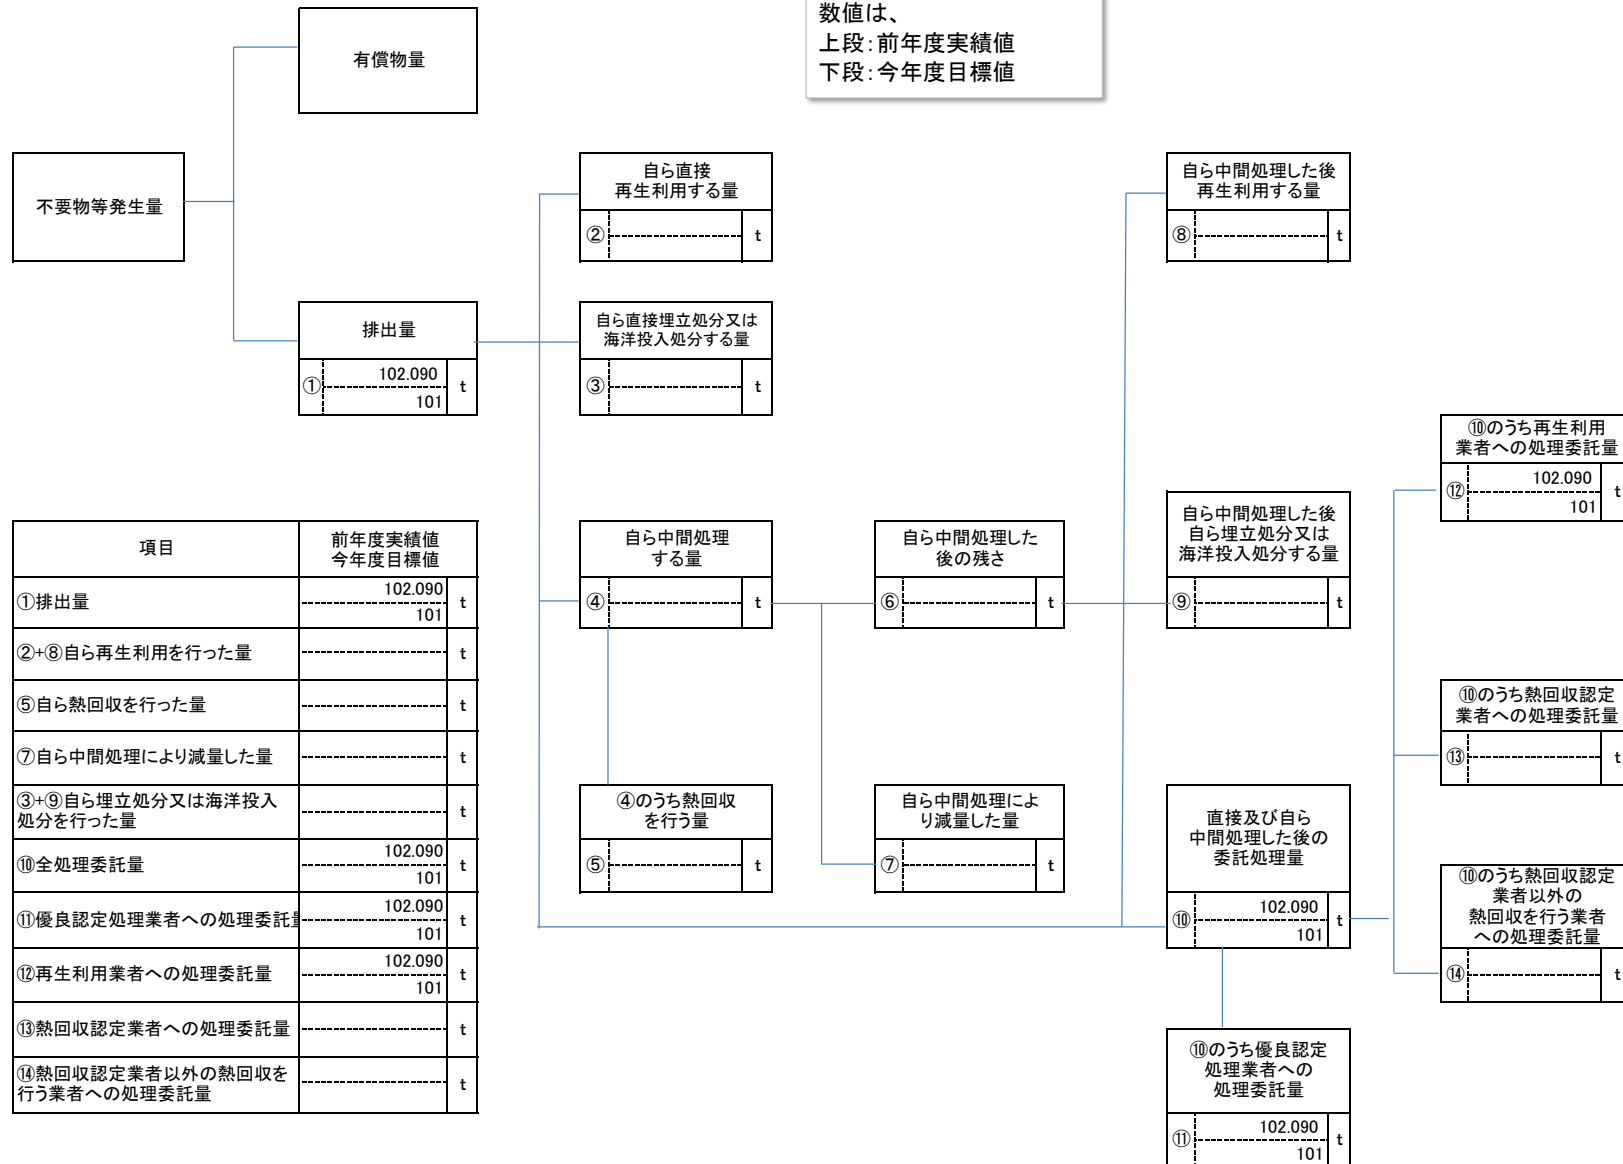 数値は、
上段:前年度実績値
下段:今年度目標値
有償物量
不要物等発生量
自ら直接
再生利用する量
② t
自ら中間処理した後
再生利用する量
⑧ t
排出量
① 102.090 t
101
自ら直接埋立処分又は
海洋投入処分する量
③ t
⑩のうち再生利用
業者への処理委託量
⑫ 102.090 t
101
自ら中間処理
する量
④ t
自ら中間処理した
後の残さ
⑥ t
自ら中間処理した後
自ら埋立処分又は
海洋投入処分する量
⑨ t
⑩のうち熱回収認定
業者への処理委託量
⑬ t
④のうち熱回収
を行う量
⑤ t
自ら中間処理によ
り減量した量
⑦ t
直接及び自ら
中間処理した後の
委託処理量
⑩ 102.090 t
101
⑩のうち熱回収認定
業者以外の
熱回収を行う業者
への処理委託量
⑭ t
⑩のうち優良認定
処理業者への
処理委託量
⑪ 102.090 t
101
項目 前年度実績値
今年度目標値
①排出量 102.090 t
101
②+⑧自ら再生利用を行った量 t
⑤自ら熱回収を行った量 t
⑦自ら中間処理により減量した量 t
③+⑨自ら埋立処分又は海洋投入
処分を行った量 t
⑩全処理委託量 102.090 t
101
⑪優良認定処理業者への処理委託量 102.090 t
101
⑫再生利用業者への処理委託量 102.090 t
101
⑬熱回収認定業者への処理委託量 t
⑭熱回収認定業者以外の熱回収を
行う業者への処理委託量 t